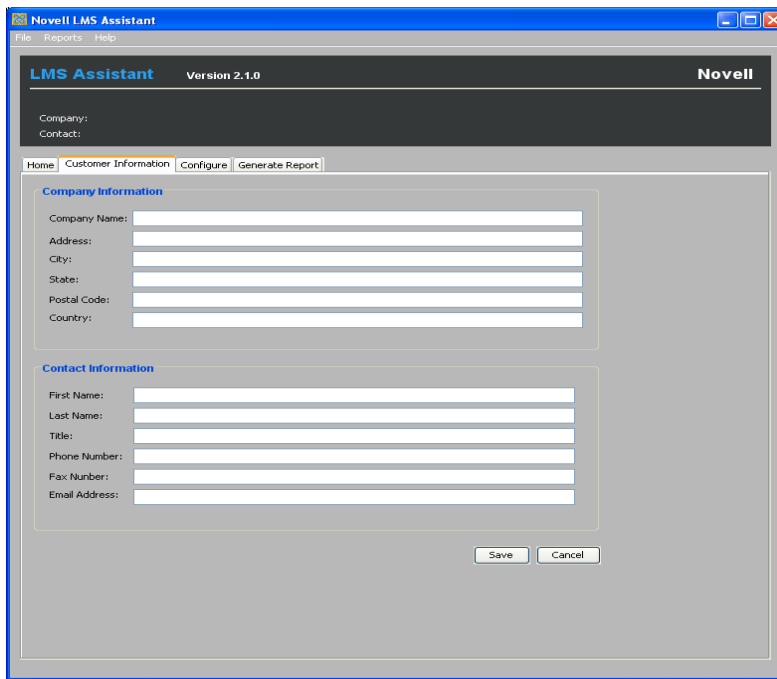 Novell LMS Assistant
File Reports Help
LMS Assistant Version 2.1.0 Novell
Company:
Contact:
Home Customer Information Configure Generate Report
Company Information
Company Name:
Address:
City:
State:
Postal Code:
Country:
Contact Information
First Name:
Last Name:
Title:
Phone Number:
Fax Nunber:
Email Address:
Save Cancel